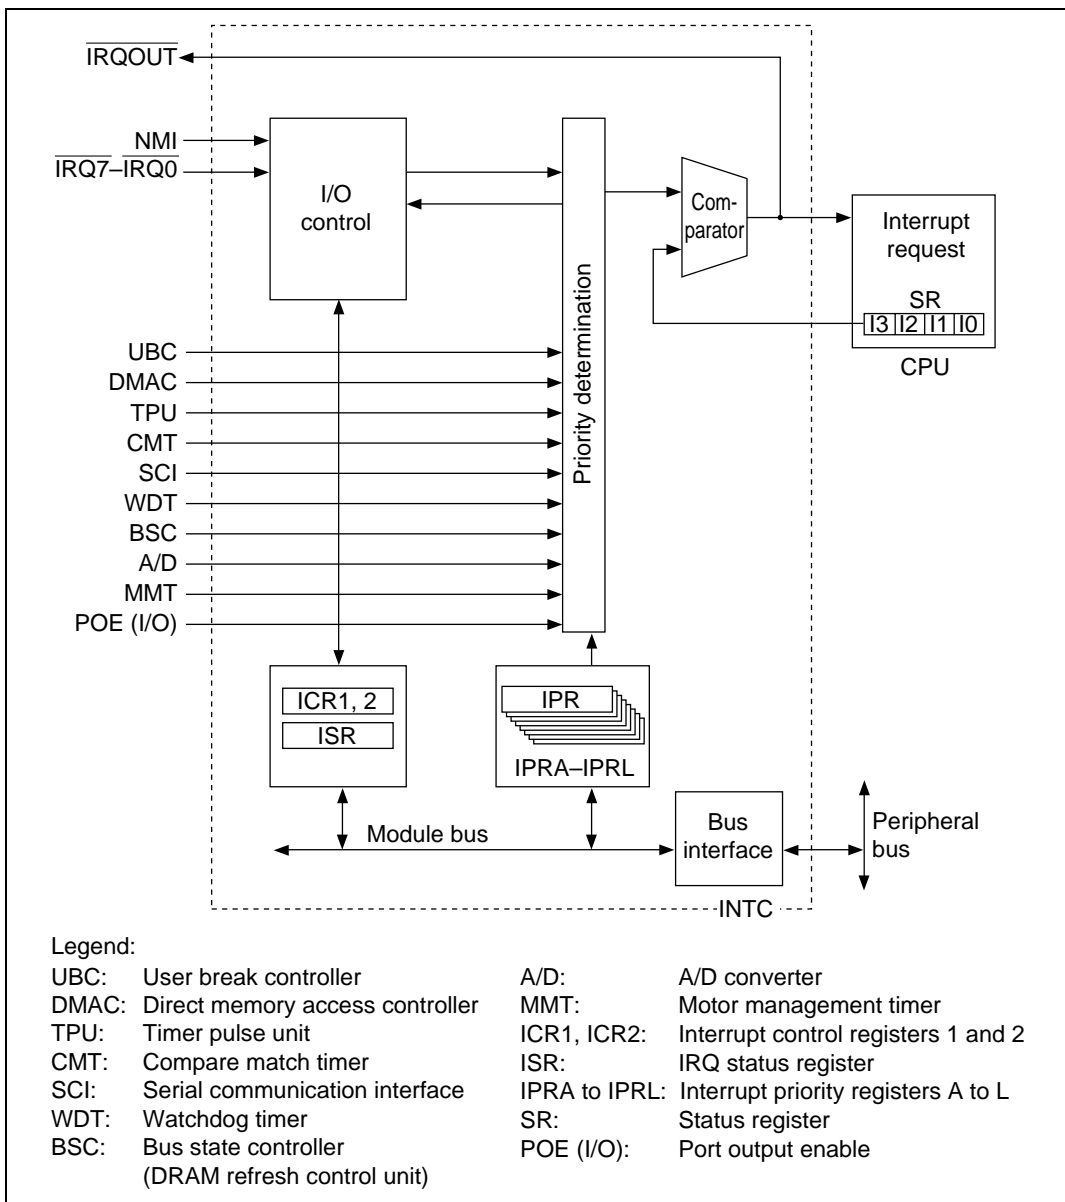 IRQOUT
NMI
IRQ7–IRQ0
I/O
control
Priority determination
Com-
parator
Interrupt
request
SR
I3 I2 I1 I0
CPU
UBC
DMAC
TPU
CMT
SCI
WDT
BSC
A/D
MMT
POE (I/O)
ICR1, 2
ISR
IPR
IPRA–IPRL
Module bus
Bus
interface
Peripheral
bus
INTC
Legend:
UBC: User break controller
DMAC: Direct memory access controller
TPU: Timer pulse unit
CMT: Compare match timer
SCI: Serial communication interface
WDT: Watchdog timer
BSC: Bus state controller
(DRAM refresh control unit)
A/D: A/D converter
MMT: Motor management timer
ICR1, ICR2: Interrupt control registers 1 and 2
ISR: IRQ status register
IPRA to IPRL: Interrupt priority registers A to L
SR: Status register
POE (I/O): Port output enable